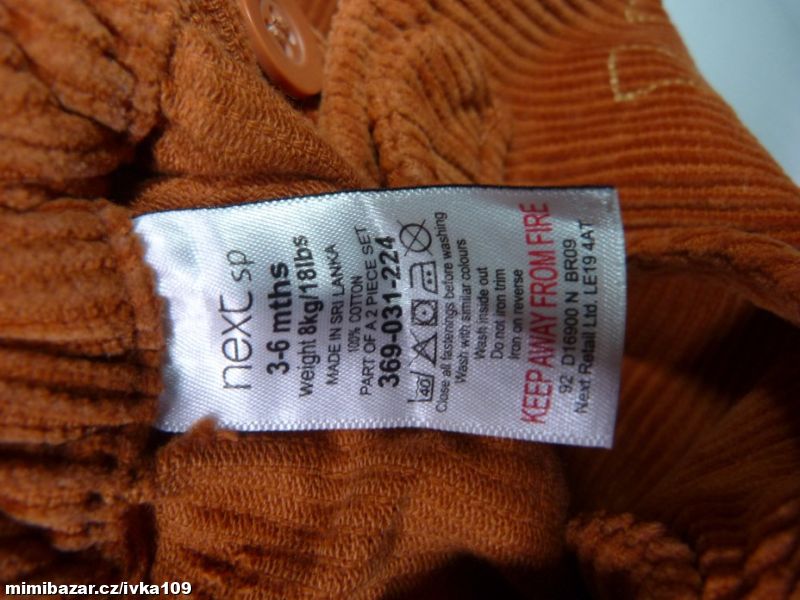 next sp
3-6 mths
Weight 8kg/18lbs
MADE IN SRI LANKA
100% COTTON
PART OF A 2 PIECE SET
369-031-224
40
Close all fastenings before washing
Wash with similar colours
Wash inside out
Do not iron trim
Iron on reverse
KEEP AWAY FROM FIRE
92 D16900 N BR09
Next Retail Ltd. LE19 4AT
mimibazar.cz/ivka109